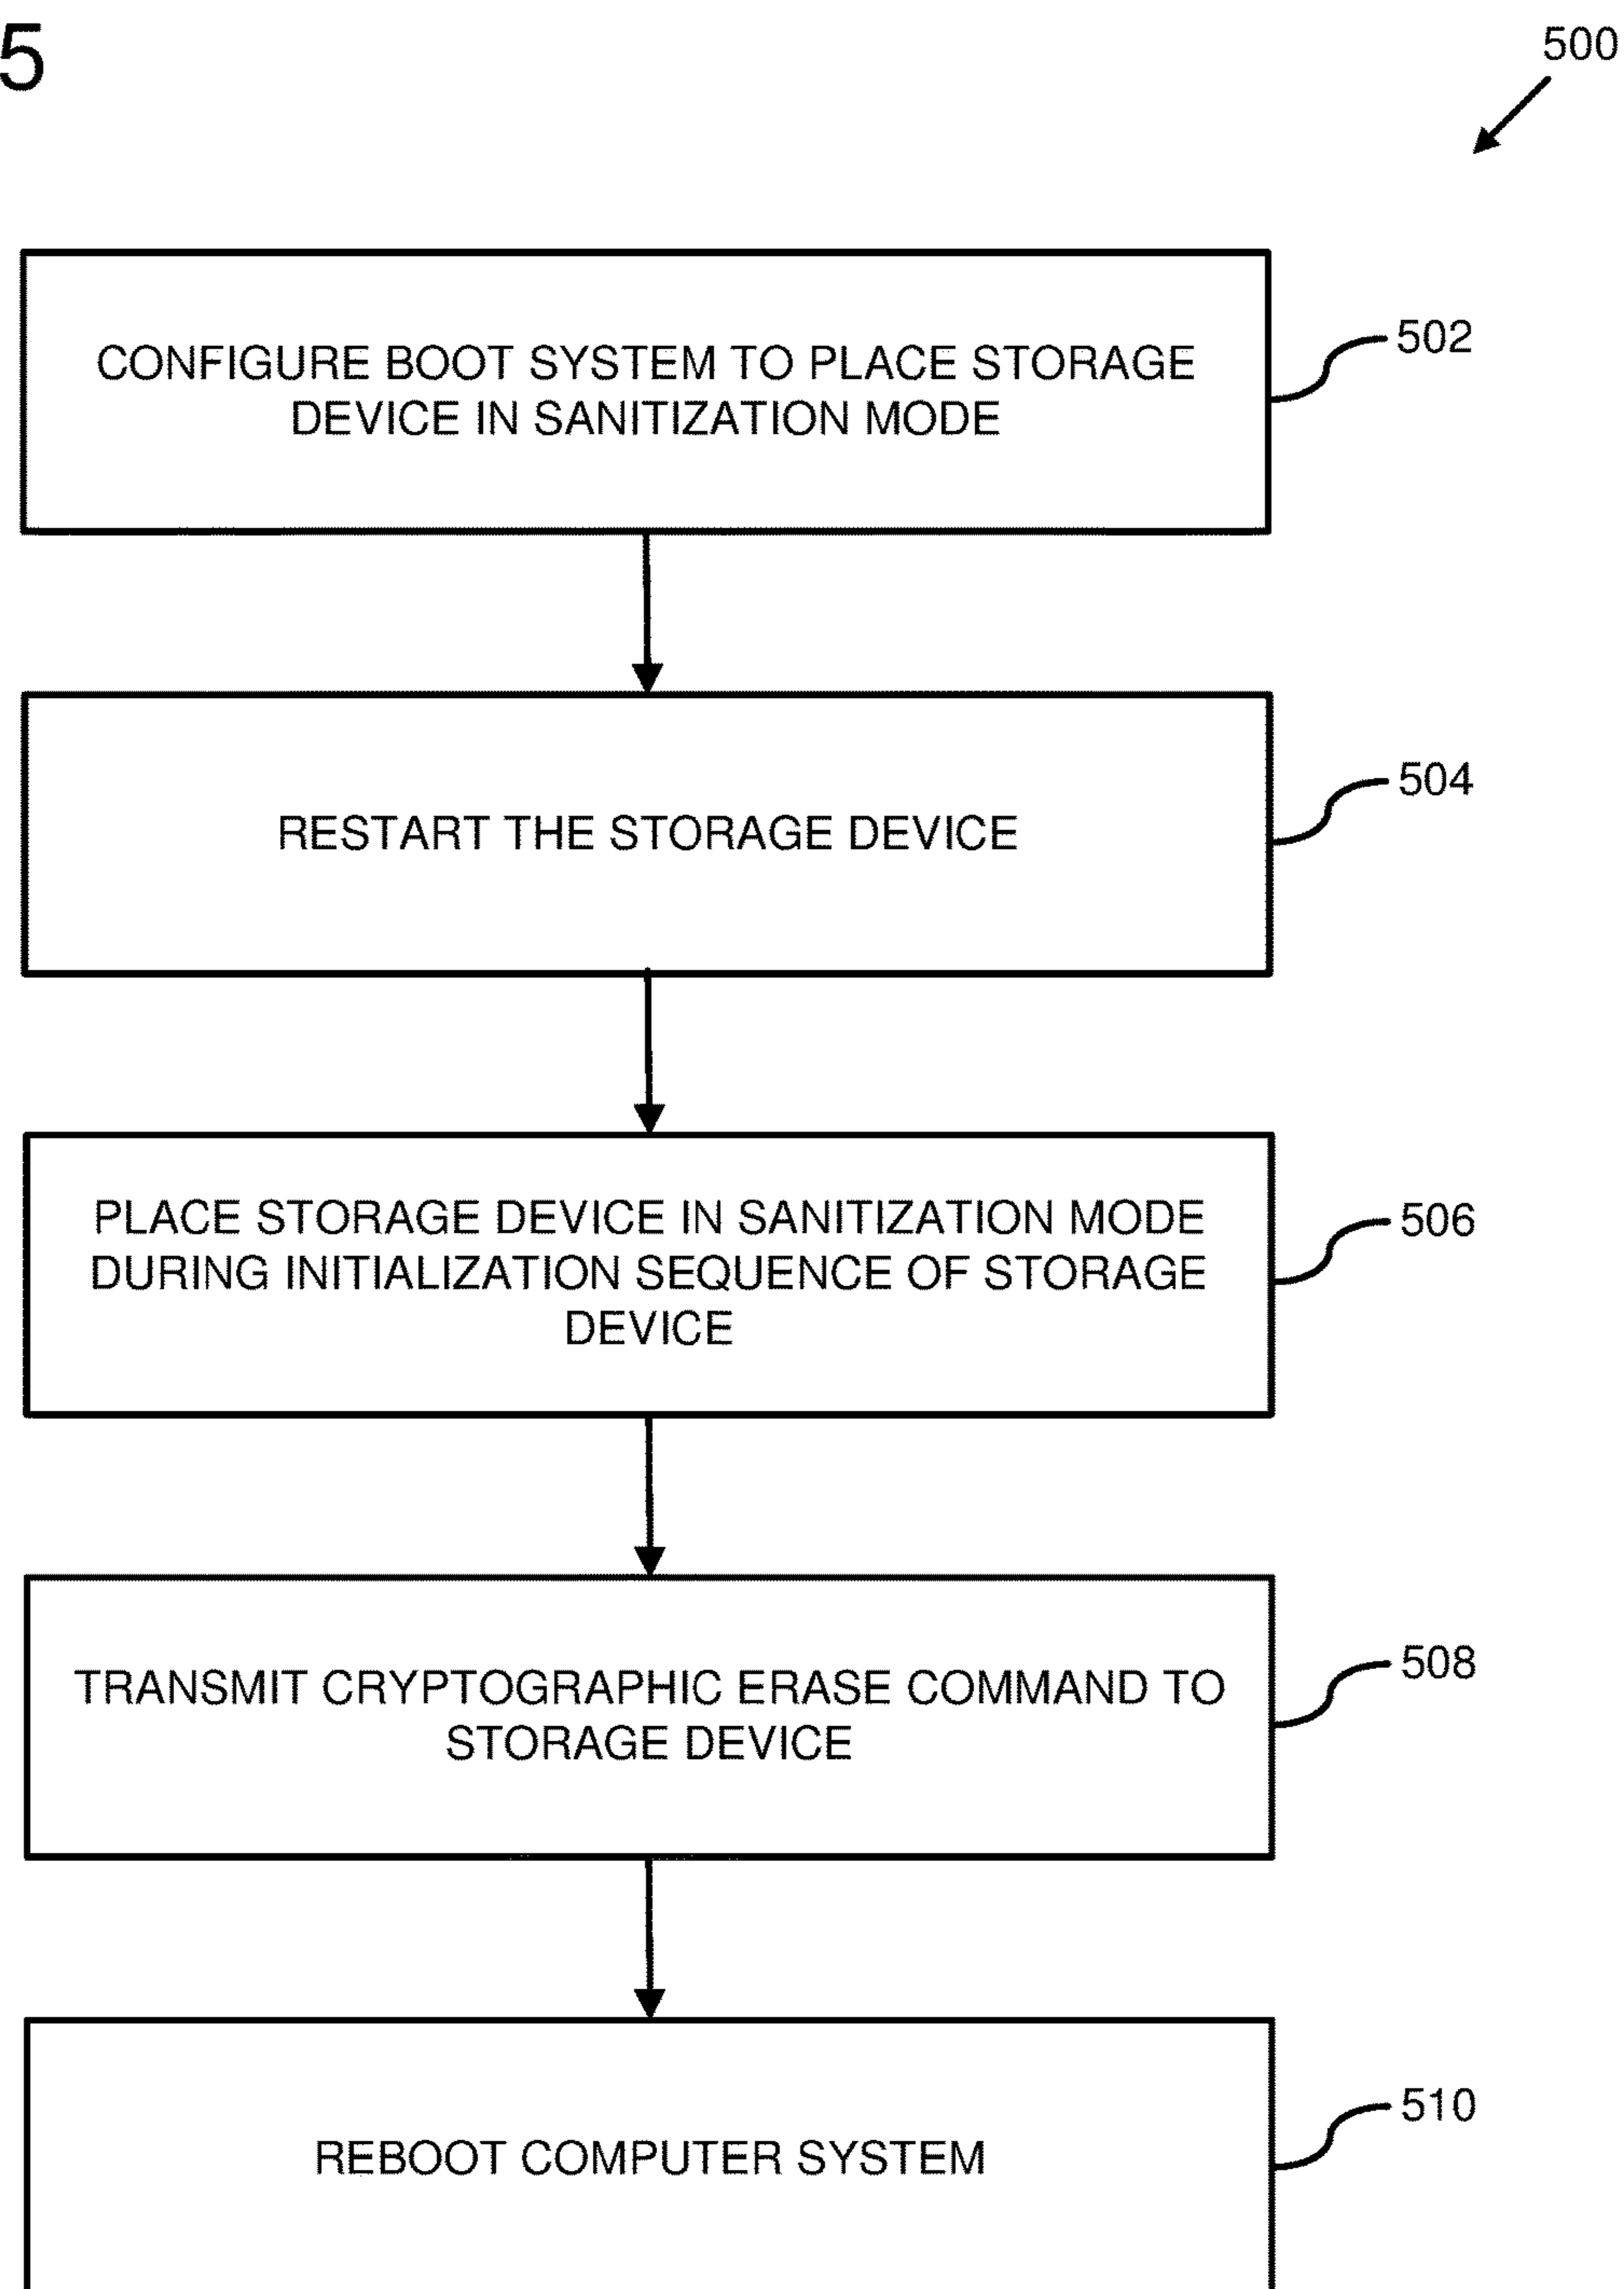 5
500
CONFIGURE BOOT SYSTEM TO PLACE STORAGE
DEVICE IN SANITIZATION MODE
502
RESTART THE STORAGE DEVICE
504
PLACE STORAGE DEVICE IN SANITIZATION MODE
DURING INITIALIZATION SEQUENCE OF STORAGE
DEVICE
506
TRANSMIT CRYPTOGRAPHIC ERASE COMMAND TO
STORAGE DEVICE
508
REBOOT COMPUTER SYSTEM
510